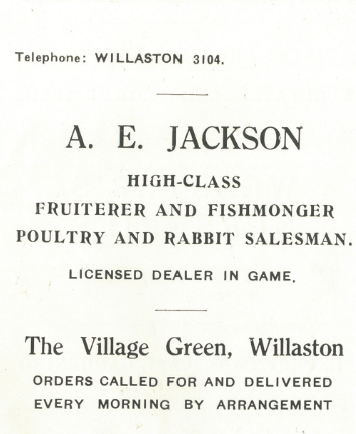 Telephone: WILLASTON 3104.
A. E. JACKSON
HIGH-CLASS
FRUITERER AND FISHMONGER
POULTRY AND RABBIT SALESMAN.
LICENSED DEALER IN GAME.
The Village Green, Willaston
ORDERS CALLED FOR AND DELIVERED
EVERY MORNING BY ARRANGEMENT